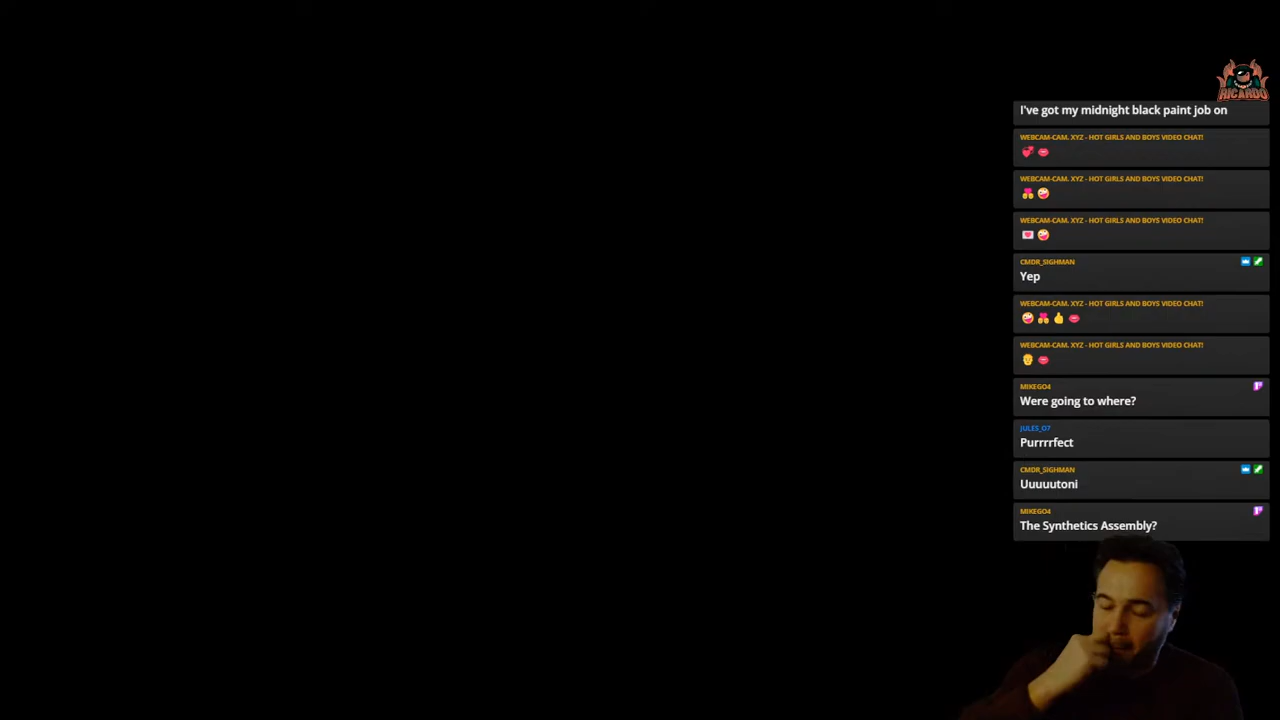 RICARDO
I've got my midnight black paint job on
WEBCAM-CAM. XYZ - HOT GIRLS AND BOYS VIDEO CHAT!
WEBCAM-CAM. XYZ - HOT GIRLS AND BOYS VIDEO CHAT!
WEBCAM-CAM. XYZ - HOT GIRLS AND BOYS VIDEO CHAT!
CMDR_SIGHMAN
Yep
WEBCAM-CAM. XYZ - HOT GIRLS AND BOYS VIDEO CHAT!
WEBCAM-CAM. XYZ - HOT GIRLS AND BOYS VIDEO CHAT!
MIKEGO4
Were going to where?
JULES_O7
Purrrrfect
CMDR_SIGHMAN
Uuuuutoni
MIKEGO4
The Synthetics Assembly?